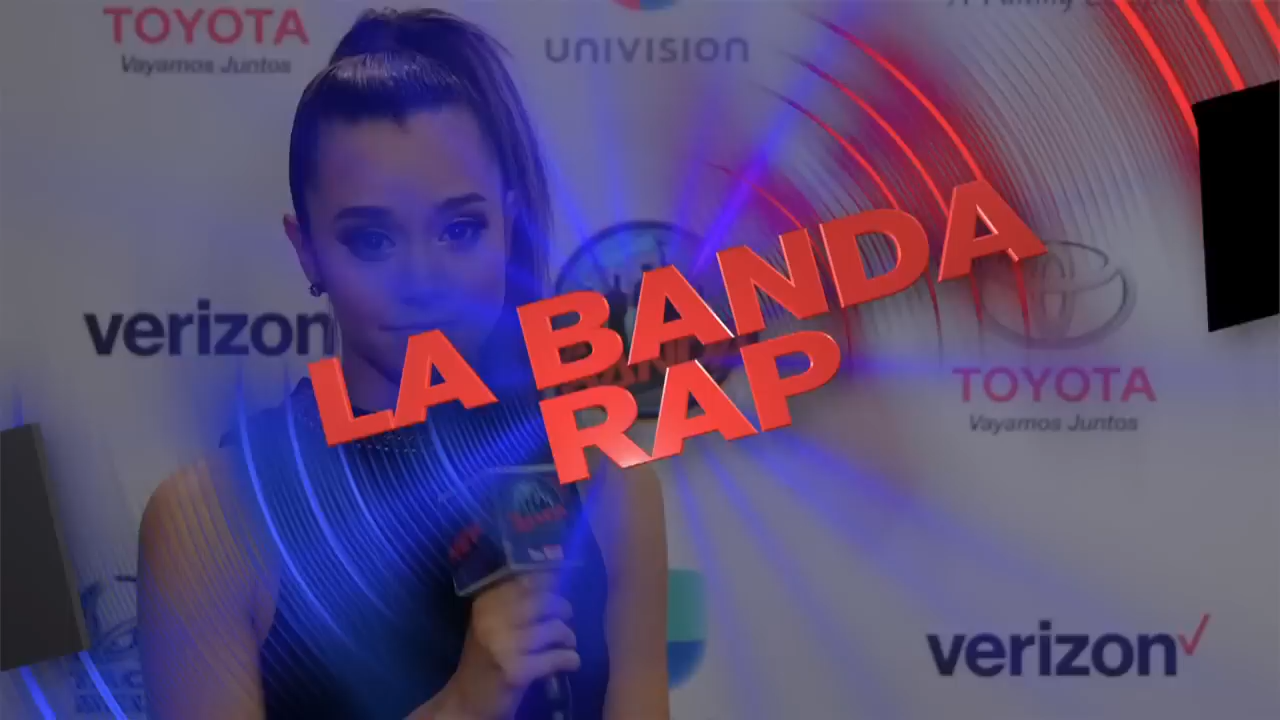 TOYOTA
Vayamos Juntos
UNIVISION
verizon
LA BANDA
RAP
TOYOTA
Vayamos Juntos
verizon